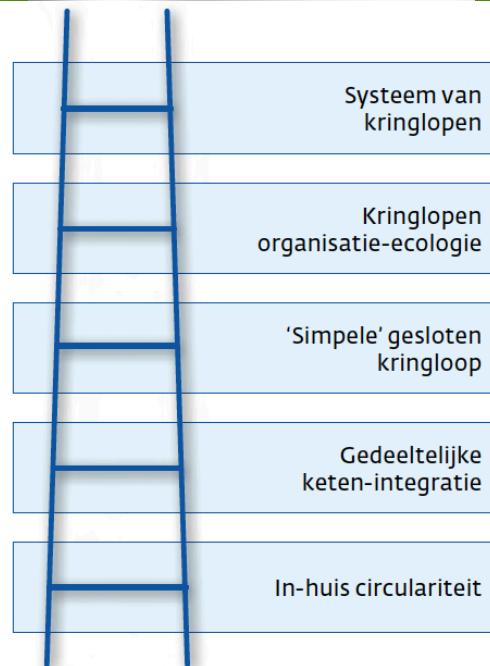 Systeem van
kringlopen
Kringlopen
organisatie-ecologie
‘Simpele’ gesloten
kringloop
Gedeeltelijke
keten-integratie
In-huis circulariteit